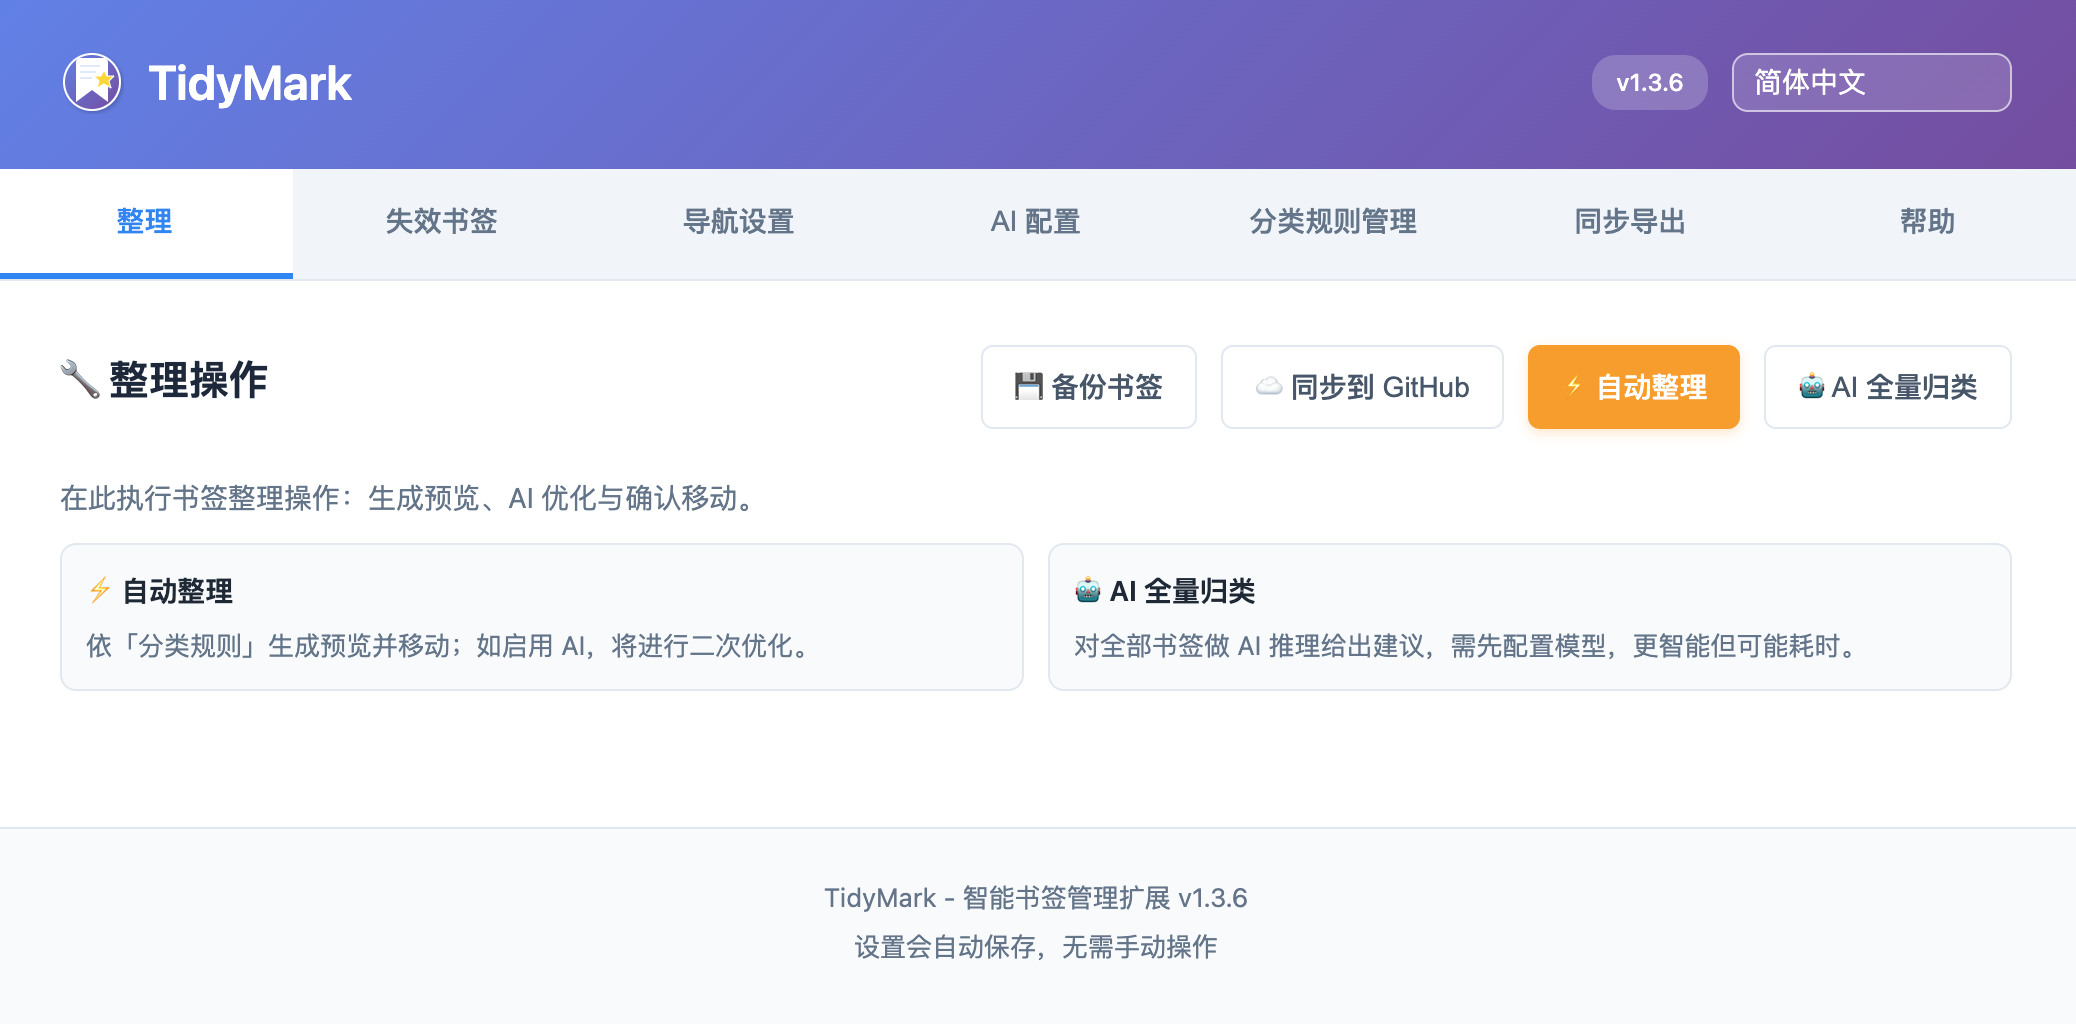 TidyMark
v1.3.6
简体中文
整理
失效书签
导航设置
AI 配置
分类规则管理
同步导出
帮助
🔧 整理操作
💾 备份书签
☁️ 同步到 GitHub
⚡ 自动整理
🤖 AI 全量归类
在此执行书签整理操作：生成预览、AI 优化与确认移动。
⚡ 自动整理
依「分类规则」生成预览并移动；如启用 AI，将进行二次优化。
🤖 AI 全量归类
对全部书签做 AI 推理给出建议，需先配置模型，更智能但可能耗时。
TidyMark - 智能书签管理扩展 v1.3.6
设置会自动保存，无需手动操作